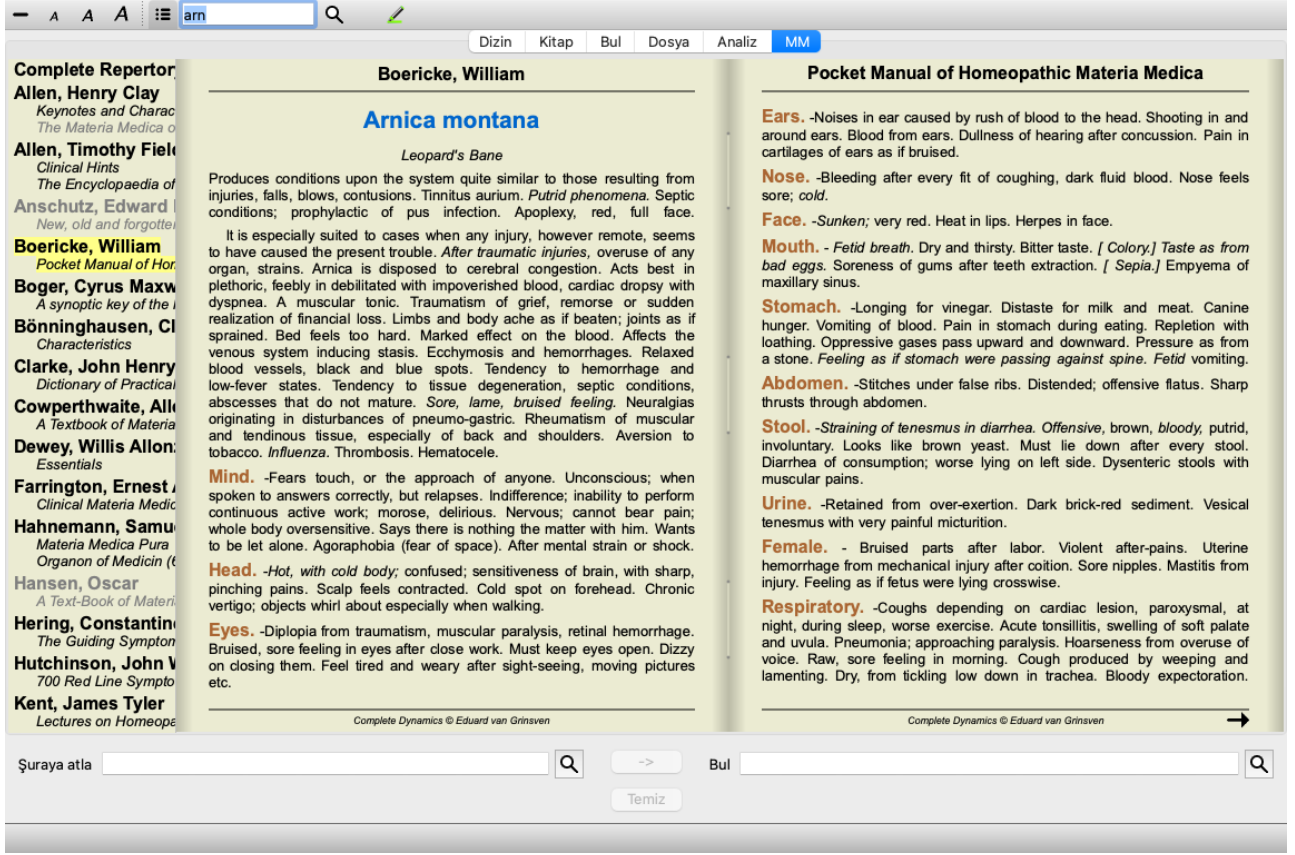 A A A arn
Dizin Kitap Bul Dosya Analiz MM
Complete Repertor
Allen, Henry Clay
Keynotes and Charac
The Materia Medica o
Allen, Timothy Field
Clinical Hints
The Encyclopaedia of
Anschutz, Edward
New, old and forgotte
Boericke, William
Pocket Manual of Hom
Boger, Cyrus Maxw
A synoptic key of the
Bönninghausen, Cl
Characteristics
Clarke, John Henry
Dictionary of Practical
Cowperthwaite, Alle
A Textbook of Materia
Dewey, Willis Alonz
Essentials
Farrington, Ernest A
Clinical Materia Medic
Hahnemann, Samu
Materia Medica Pura
Organon of Medicin (6
Hansen, Oscar
A Text-Book of Materi
Hering, Constantin
The Guiding Symptom
Hutchinson, John W
700 Red Line Sympto
Kent, James Tyler
Lectures on Homeopa
Boericke, William
Arnica montana
Leopard's Bane
Produces conditions upon the system quite similar to those resulting from
injuries, falls, blows, contusions. Tinnitus aurium. Putrid phenomena. Septic
conditions; prophylactic of pus infection. Apoplexy, red, full face.
It is especially suited to cases when any injury, however remote, seems
to have caused the present trouble. After traumatic injuries, overuse of any
organ, strains. Arnica is disposed to cerebral congestion. Acts best in
plethoric, feebly in debilitated with impoverished blood, cardiac dropsy with
dyspnea. A muscular tonic. Traumatism of grief, remorse or sudden
realization of financial loss. Limbs and body ache as if beaten; joints as if
sprained. Bed feels too hard. Marked effect on the blood. Affects the
venous system inducing stasis. Ecchymosis and hemorrhages. Relaxed
blood vessels, black and blue spots. Tendency to hemorrhage and
low-fever states. Tendency to tissue degeneration, septic conditions,
abscesses that do not mature. Sore, lame, bruised feeling. Neuralgias
originating in disturbances of pneumo-gastric. Rheumatism of muscular
and tendinous tissue, especially of back and shoulders. Aversion to
tobacco. Influenza. Thrombosis. Hematocele.
Mind. -Fears touch, or the approach of anyone. Unconscious; when
spoken to answers correctly, but relapses. Indifference; inability to perform
continuous active work; morose, delirious. Nervous; cannot bear pain;
whole body oversensitive. Says there is nothing the matter with him. Wants
to be let alone. Agoraphobia (fear of space). After mental strain or shock.
Head. -Hot, with cold body; confused; sensitiveness of brain, with sharp,
pinching pains. Scalp feels contracted. Cold spot on forehead. Chronic
vertigo; objects whirl about especially when walking.
Eyes. -Diplopia from traumatism, muscular paralysis, retinal hemorrhage.
Bruised, sore feeling in eyes after close work. Must keep eyes open. Dizzy
on closing them. Feel tired and weary after sight-seeing, moving pictures
etc.
Complete Dynamics © Eduard van Grinsven
Pocket Manual of Homeopathic Materia Medica
Ears. -Noises in ear caused by rush of blood to the head. Shooting in and
around ears. Blood from ears. Dullness of hearing after concussion. Pain in
cartilages of ears as if bruised.
Nose. -Bleeding after every fit of coughing, dark fluid blood. Nose feels
sore; cold.
Face. -Sunken; very red. Heat in lips. Herpes in face.
Mouth. - Fetid breath. Dry and thirsty. Bitter taste. [ Colory.] Taste as from
bad eggs. Soreness of gums after teeth extraction. [ Sepia.] Empyema of
maxillary sinus.
Stomach. -Longing for vinegar. Distaste for milk and meat. Canine
hunger. Vomiting of blood. Pain in stomach during eating. Repletion with
loathing. Oppressive gases pass upward and downward. Pressure as from
a stone. Feeling as if stomach were passing against spine. Fetid vomiting.
Abdomen. -Stitches under false ribs. Distended; offensive flatus. Sharp
thrusts through abdomen.
Stool. -Straining of tenesmus in diarrhea. Offensive, brown, bloody, putrid,
involuntary. Looks like brown yeast. Must lie down after every stool.
Diarrhea of consumption; worse lying on left side. Dysenteric stools with
muscular pains.
Urine. -Retained from over-exertion. Dark brick-red sediment. Vesical
tenesmus with very painful micturition.
Female. - Bruised parts after labor. Violent after-pains. Uterine
hemorrhage from mechanical injury after coition. Sore nipples. Mastitis from
injury. Feeling as if fetus were lying crosswise.
Respiratory. -Coughs depending on cardiac lesion, paroxysmal, at
night, during sleep, worse exercise. Acute tonsillitis, swelling of soft palate
and uvula. Pneumonia; approaching paralysis. Hoarseness from overuse of
voice. Raw, sore feeling in morning. Cough produced by weeping and
lamenting. Dry, from tickling low down in trachea. Bloody expectoration.
Complete Dynamics © Eduard van Grinsven
Şuraya atla -> Bul
Temiz